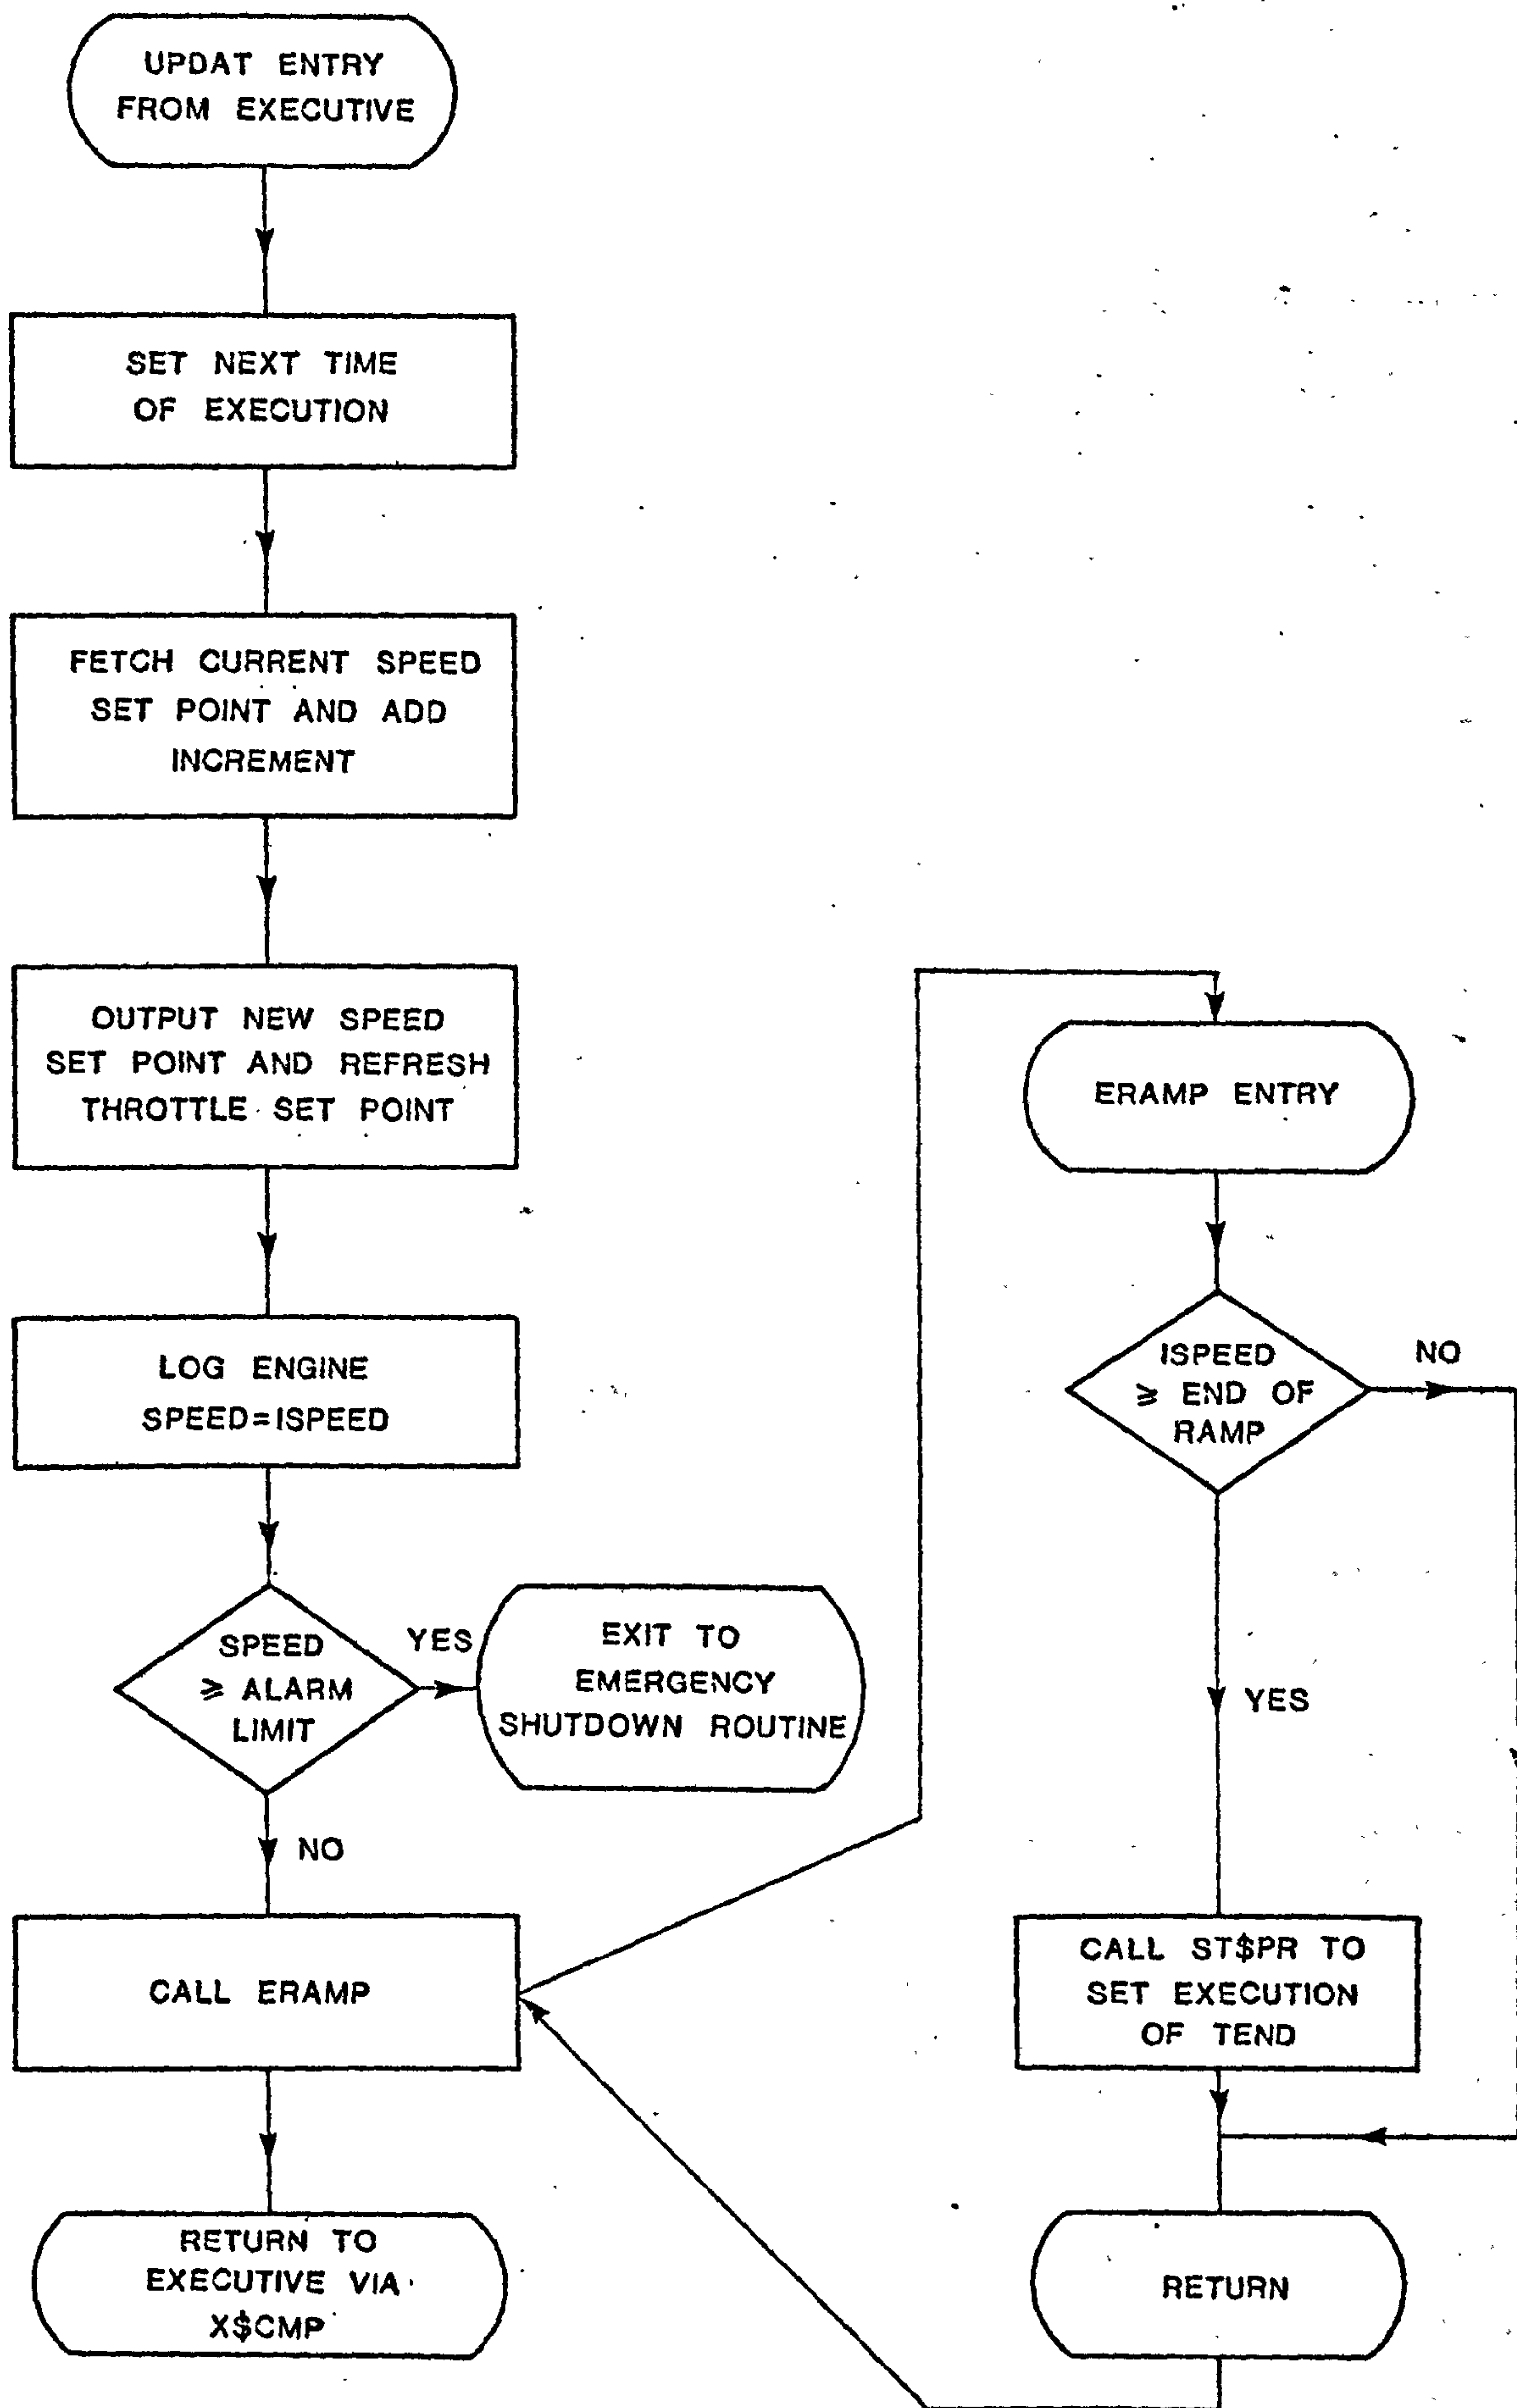 UPDAT ENTRY
FROM EXECUTIVE
SET NEXT TIME
OF EXECUTION
FETCH CURRENT SPEED
SET POINT AND ADD
INCREMENT
OUTPUT NEW SPEED
SET POINT AND REFRESH
THROTTLE SET POINT
LOG ENGINE
SPEED=ISPEED
SPEED
≥ ALARM
LIMIT
YES
EXIT TO
EMERGENCY
SHUTDOWN ROUTINE
NO
CALL ERAMP
RETURN TO
EXECUTIVE VIA
X$CMP
ERAMP ENTRY
ISPEED
≥ END OF
RAMP
NO
YES
CALL ST$PR TO
SET EXECUTION
OF TEND
RETURN